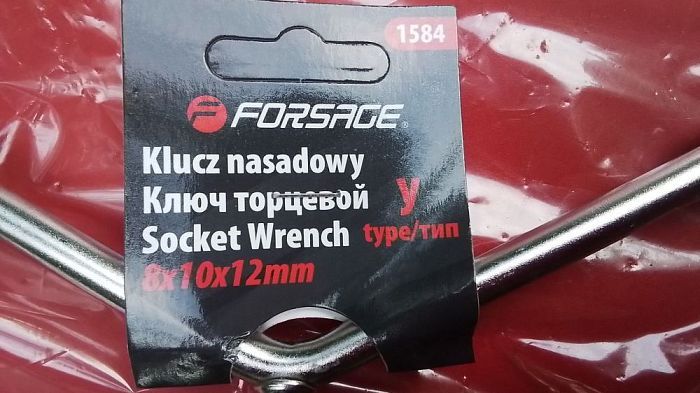 1584
FORSAGE®
Klucz nasadowy
Ключ торцевой
Socket Wrench
8x10x12mm
y
type/тип